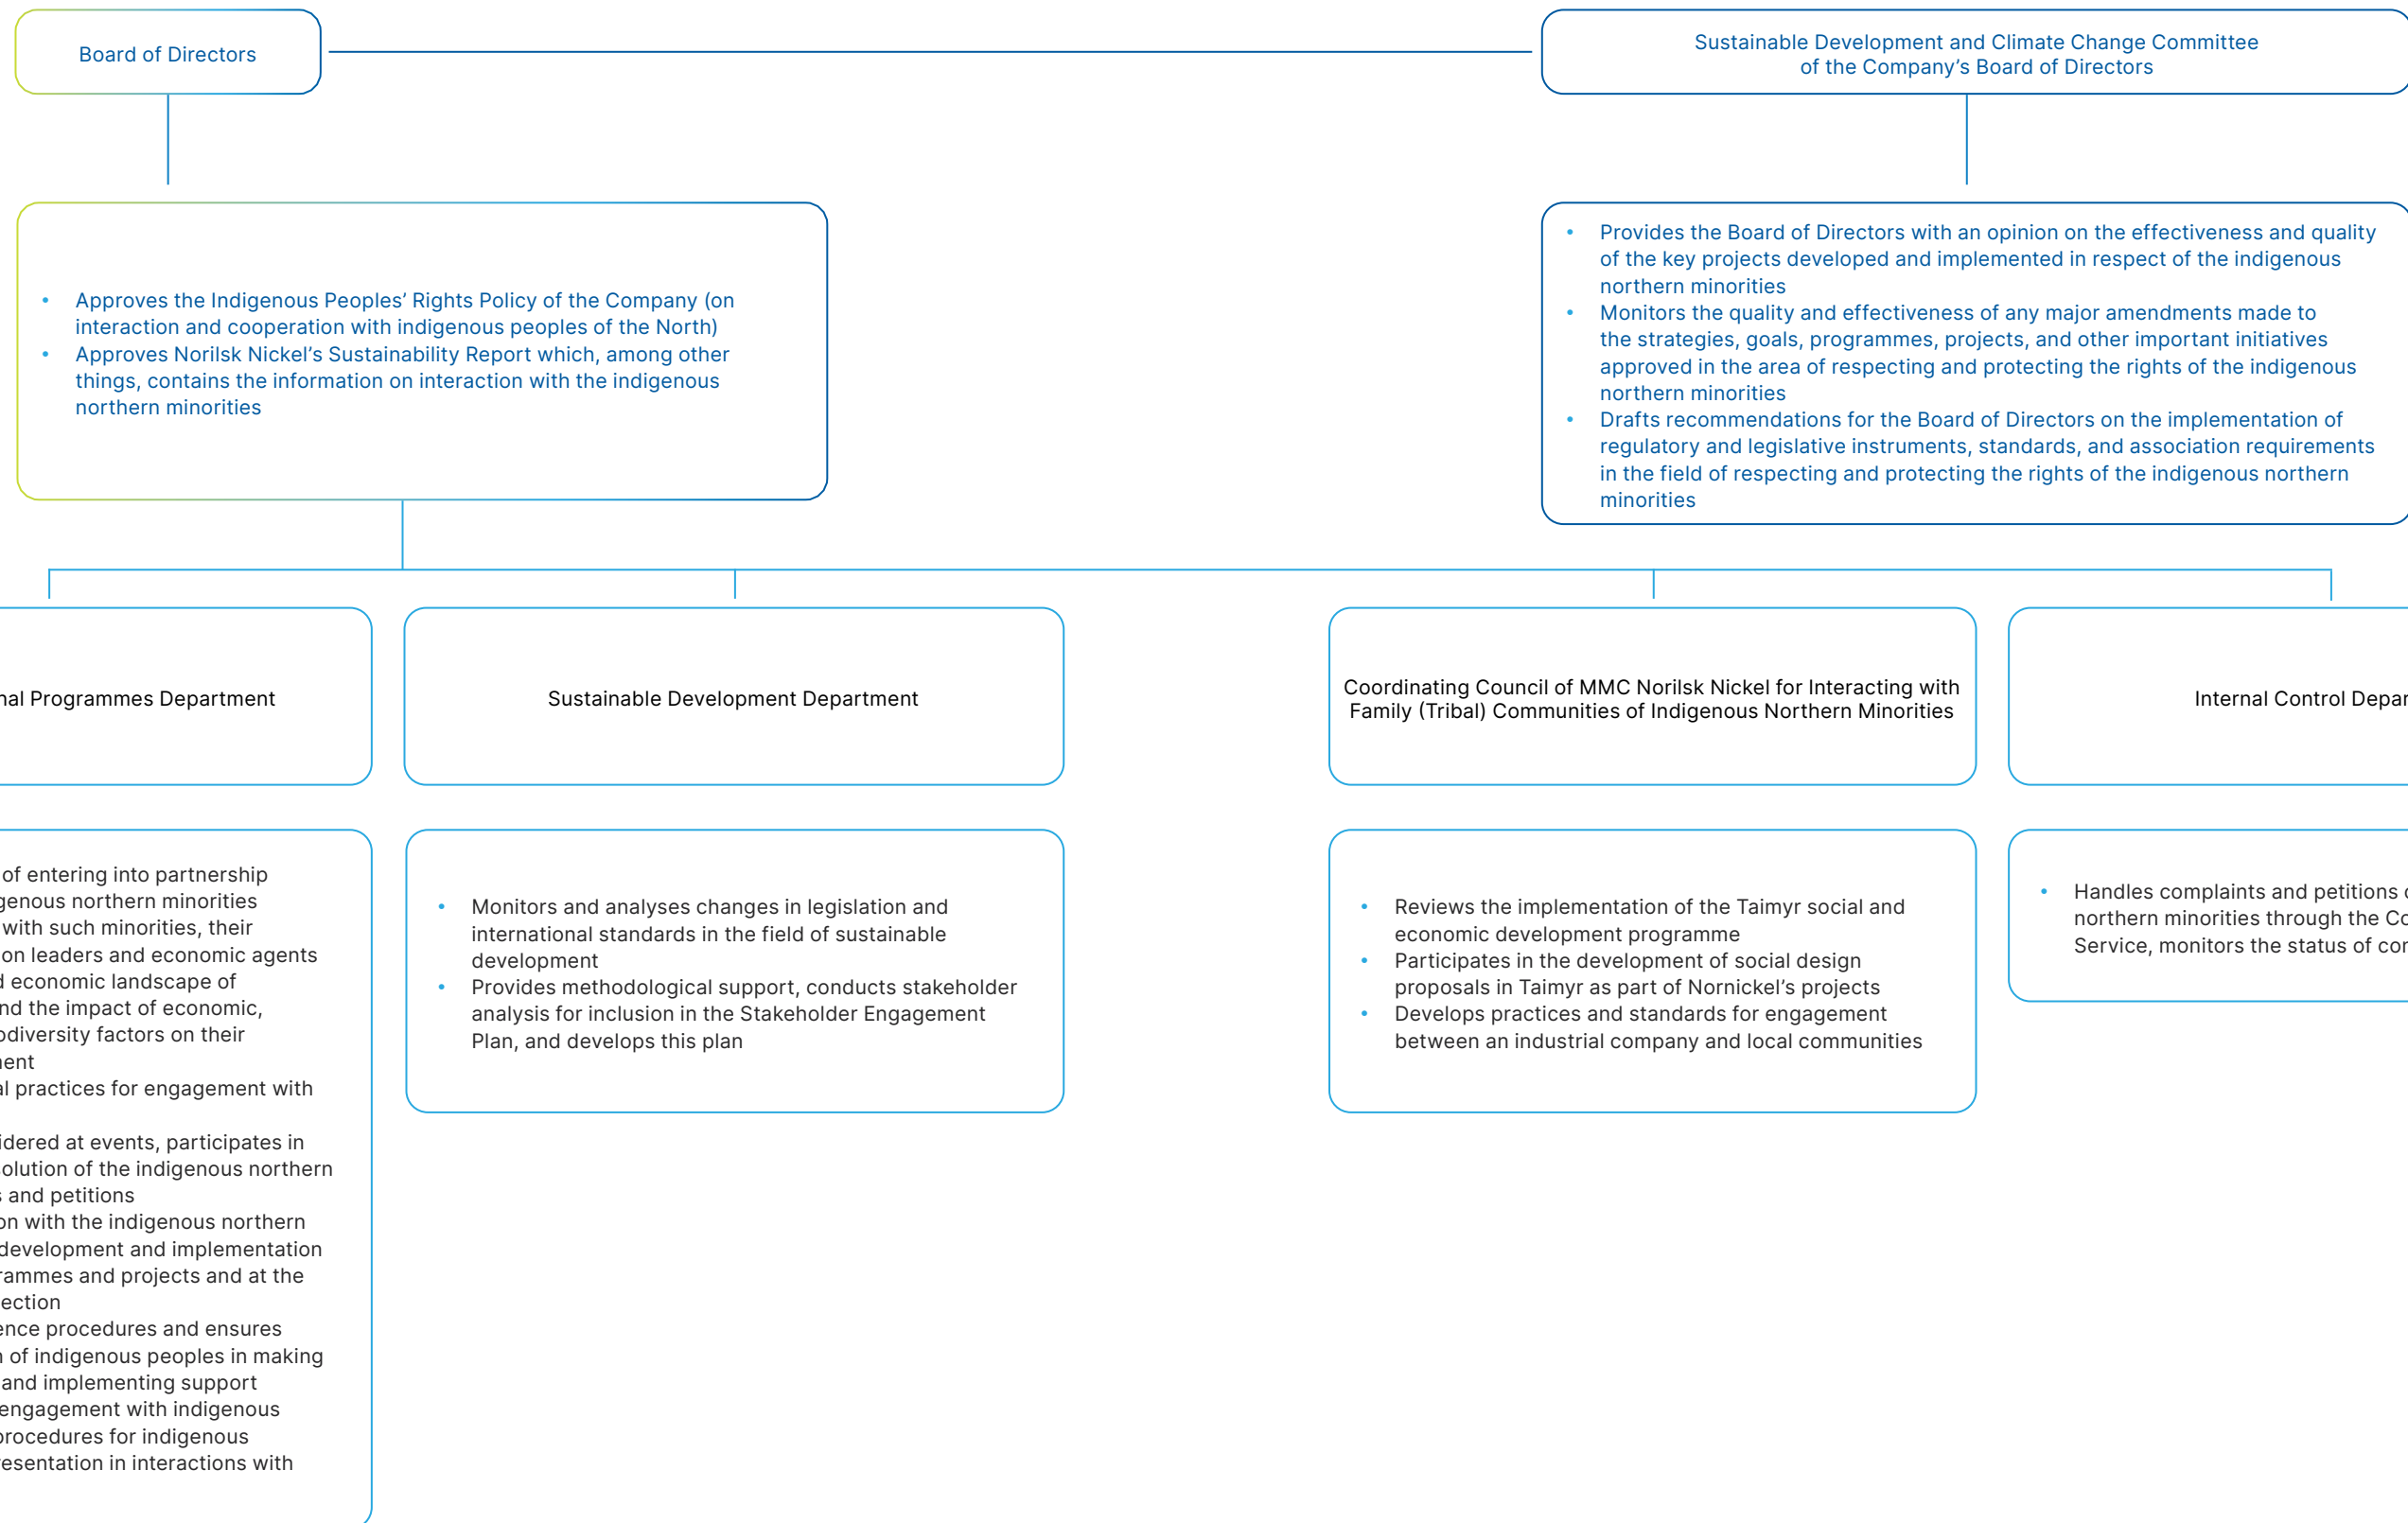 Board of Directors
Sustainable Development and Climate Change Committee
of the Company’s Board of Directors
• Approves the Indigenous Peoples’ Rights Policy of the Company (on
interaction and cooperation with indigenous peoples of the North)
• Approves Norilsk Nickel’s Sustainability Report which, among other
things, contains the information on interaction with the indigenous
northern minorities
• Provides the Board of Directors with an opinion on the effectiveness and quality
of the key projects developed and implemented in respect of the indigenous
northern minorities
• Monitors the quality and effectiveness of any major amendments made to
the strategies, goals, programmes, projects, and other important initiatives
approved in the area of respecting and protecting the rights of the indigenous
northern minorities
• Drafts recommendations for the Board of Directors on the implementation of
regulatory and legislative instruments, standards, and association requirements
in the field of respecting and protecting the rights of the indigenous northern
minorities
Programmes Department
Sustainable Development Department
Coordinating Council of MMC Norilsk Nickel for Interacting with
Family (Tribal) Communities of Indigenous Northern Minorities
Internal Control
of entering into partnership
northern minorities
with such minorities, their
leaders and economic agents
economic landscape of
and the impact of economic,
factors on their
practices for engagement with
at events, participates in
of the indigenous northern
and petitions
with the indigenous northern
development and implementation
and projects and at the
procedures and ensures
of indigenous peoples in making
and implementing support
engagement with indigenous
procedures for indigenous
in interactions with
• Monitors and analyses changes in legislation and
international standards in the field of sustainable
development
• Provides methodological support, conducts stakeholder
analysis for inclusion in the Stakeholder Engagement
Plan, and develops this plan
• Reviews the implementation of the Taimyr social and
economic development programme
• Participates in the development of social design
proposals in Taimyr as part of Nornickel’s projects
• Develops practices and standards for engagement
between an industrial company and local communities
• Handles complaints and petitions
northern minorities through the
Service, monitors the status of